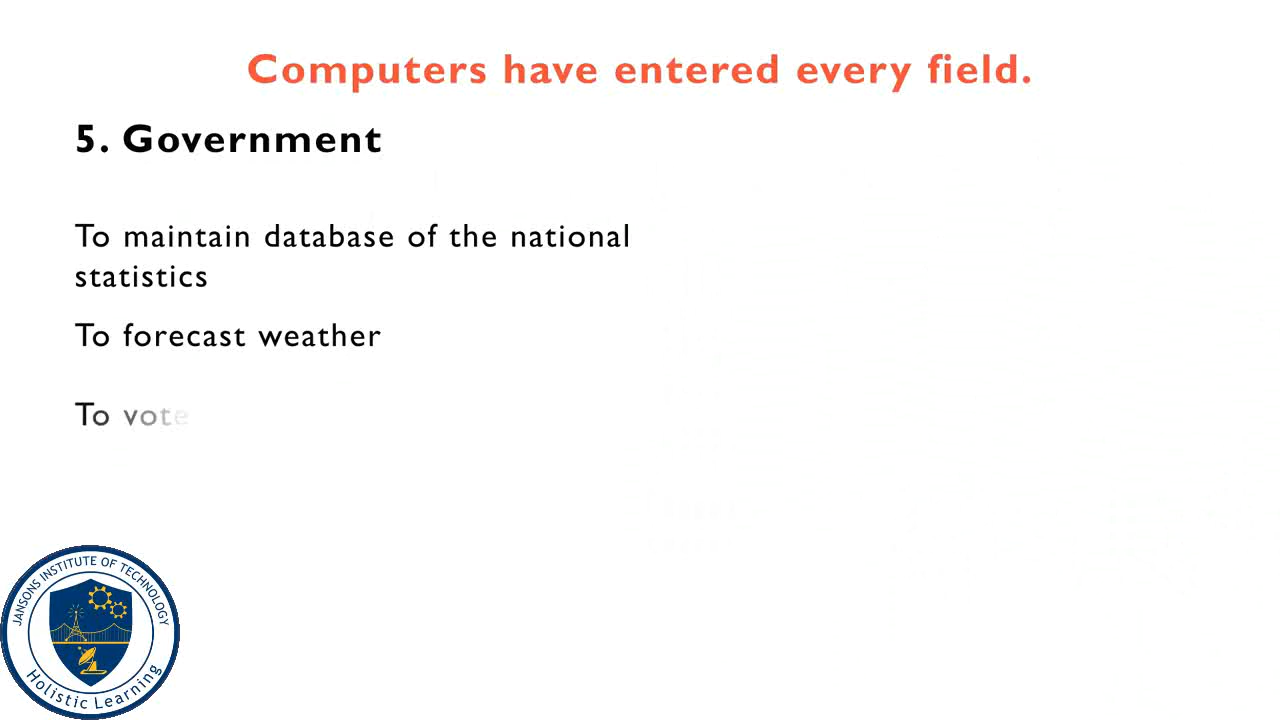 Computers have entered every field.
5. Government
To maintain database of the national
statistics
To forecast weather
To vote
JANSONS INSTITUTE OF TECHNOLOGY
Holistic Learning